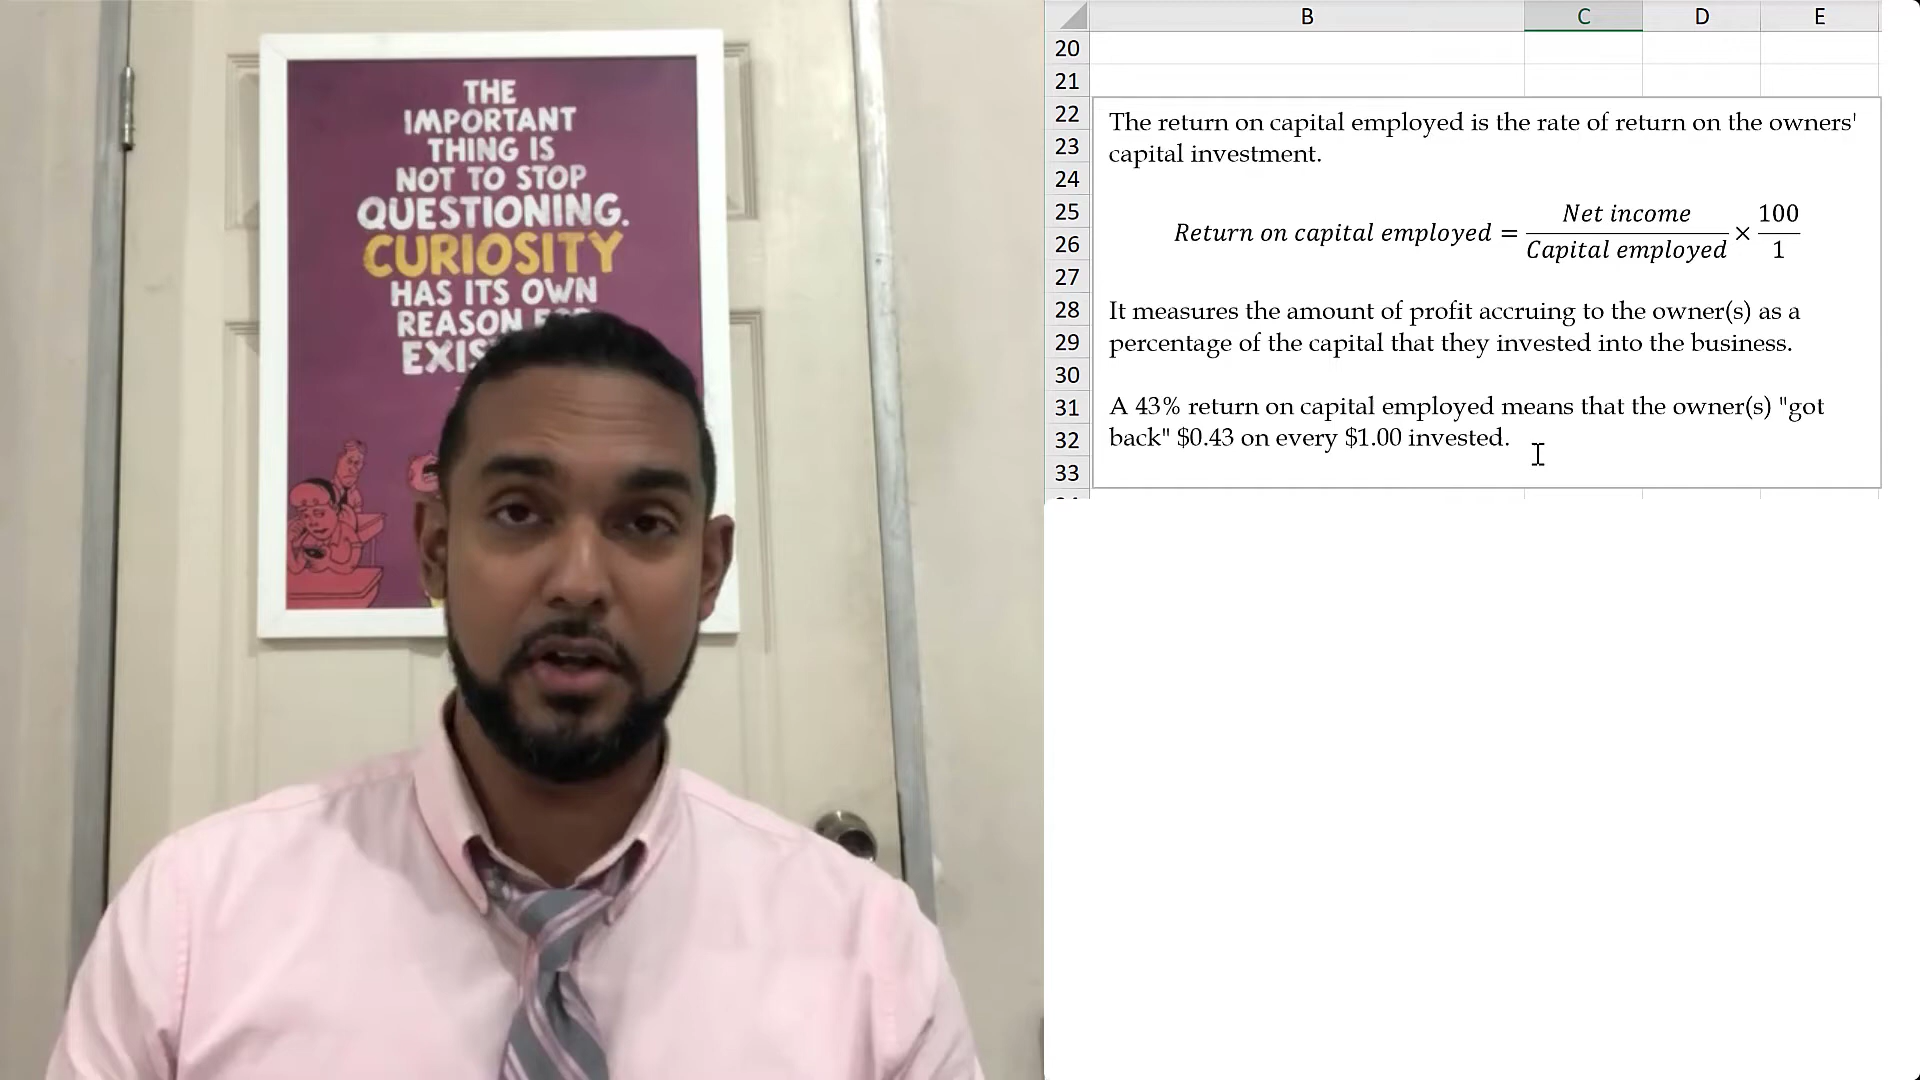 THE
IMPORTANT
THING IS
NOT TO STOP
QUESTIONING.
CURIOSITY
HAS ITS OWN
REASON
B C D E
20
21
22
23
24
25
26
27
28
29
30
31
32
33
The return on capital employed is the rate of return on the owners'
capital investment.
Return on capital employed = Net income / Capital employed × 100 / 1
It measures the amount of profit accruing to the owner(s) as a
percentage of the capital that they invested into the business.
A 43% return on capital employed means that the owner(s) "got
back" $0.43 on every $1.00 invested.